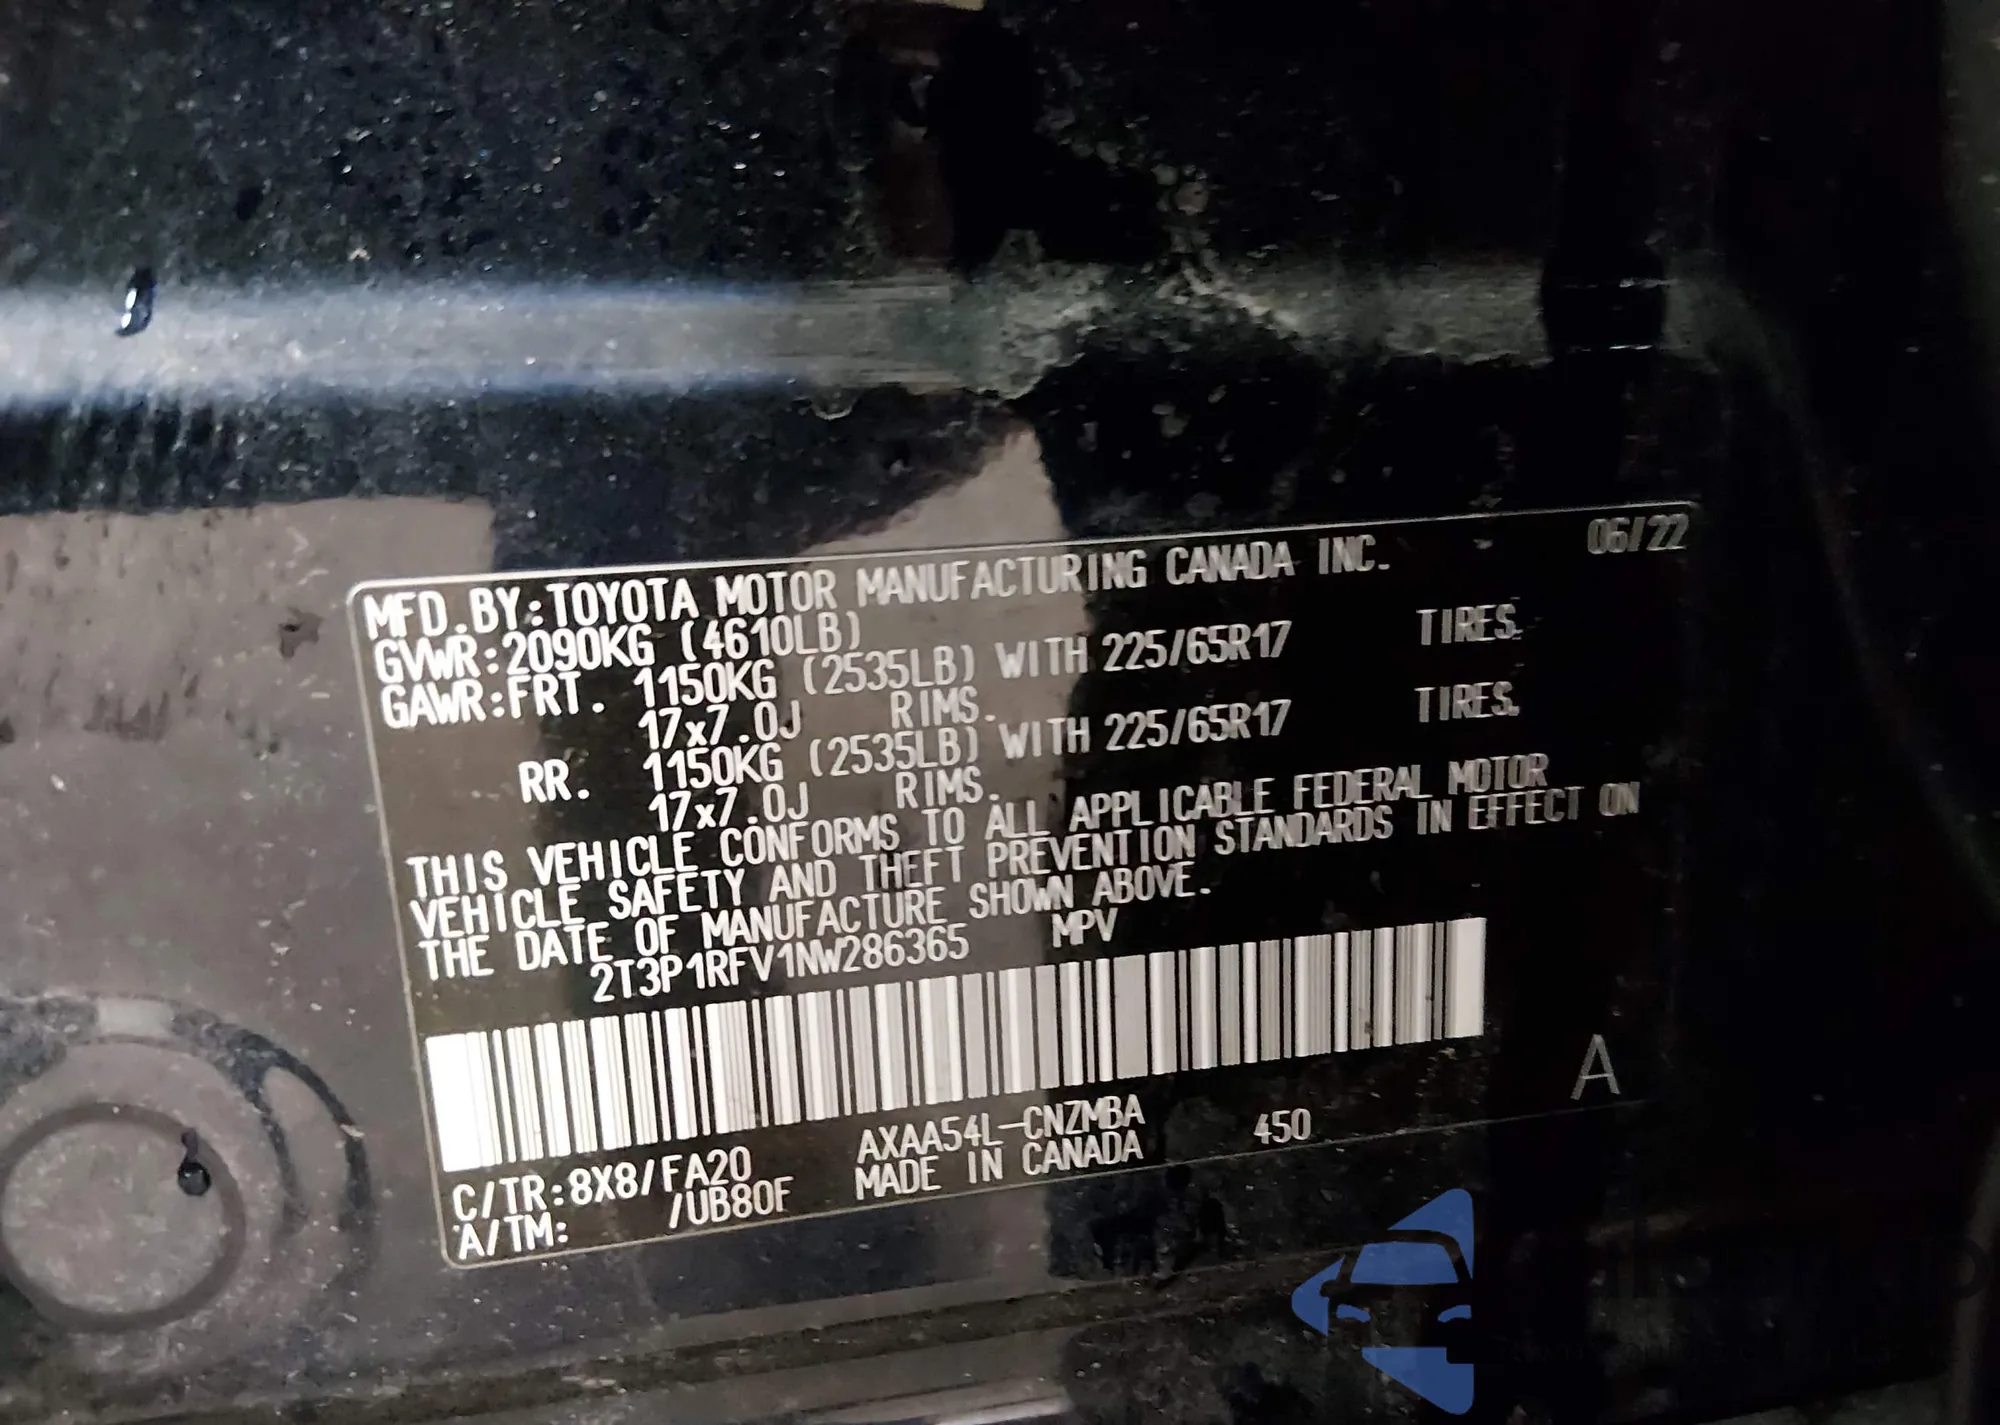 06/22
MFD.BY:TOYOTA MOTOR MANUFACTURING CANADA INC.
GVWR:2090KG (4610LB)
GAWR:FRT. 1150KG (2535LB) WITH 225/65R17 TIRES.
17x7.0J RIMS.
RR. 1150KG (2535LB) WITH 225/65R17 TIRES.
17x7.0J RIMS.
THIS VEHICLE CONFORMS TO ALL APPLICABLE FEDERAL MOTOR
VEHICLE SAFETY AND THEFT PREVENTION STANDARDS IN EFFECT ON
THE DATE OF MANUFACTURE SHOWN ABOVE.
2T3P1RFV1NW286365 MPV
A
AXAA54L-CNZMBA 450
C/TR:8X8/FA20 MADE IN CANADA
A/TM: /UB80F